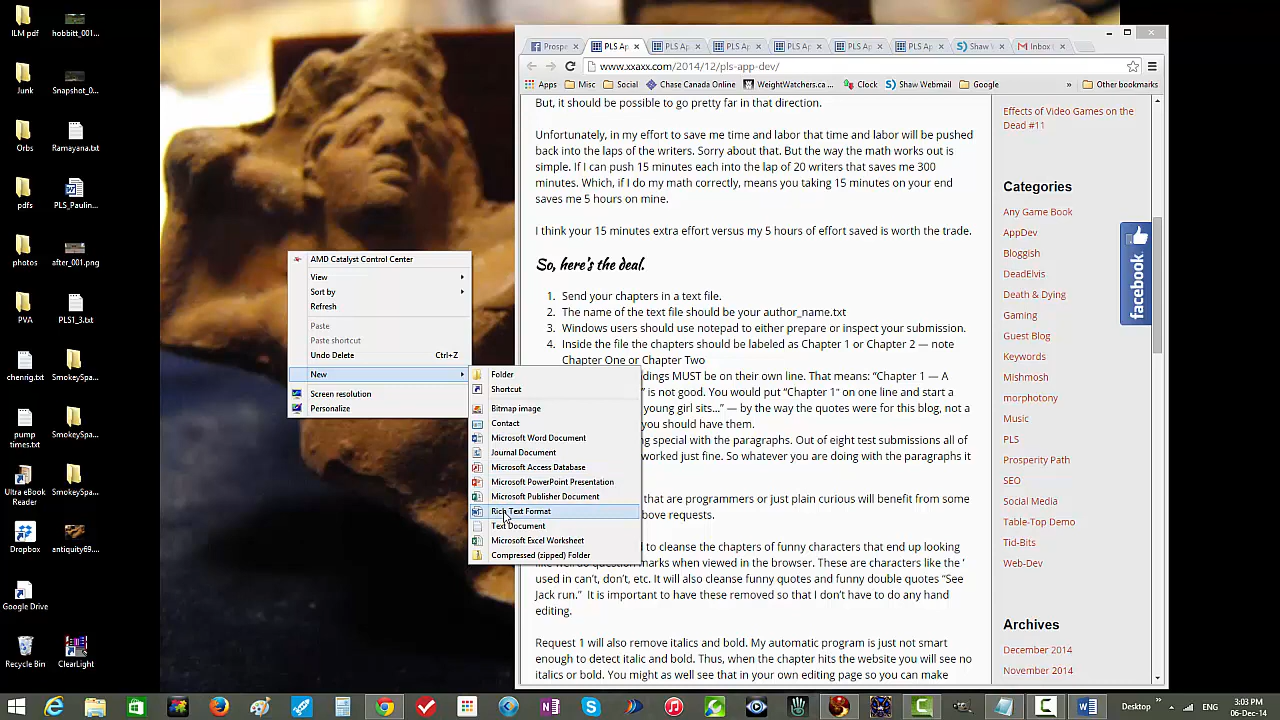 ILM pdf
hobbitt_001...
Junk
Snapshot_0...
Orbs
Ramayana.txt
pdfs
PLS_Paulin...
photos
after_001.png
PVA
PLS1_3.txt
chenrig.txt
SmokeySpa...
pump times.txt
SmokeySpa...
Ultra eBook Reader
SmokeySpa...
Dropbox
antiquity69...
Google Drive
Recycle Bin
ClearLight
AMD Catalyst Control Center
View
Sort by
Refresh
Paste
Paste shortcut
Undo Delete Ctrl+Z
New
Screen resolution
Personalize
Folder
Shortcut
Bitmap image
Contact
Microsoft Word Document
Journal Document
Microsoft Access Database
Microsoft PowerPoint Presentation
Microsoft Publisher Document
Rich Text Format
Text Document
Microsoft Excel Worksheet
Compressed (zipped) Folder
Prospe
PLS Ap
PLS Ap
PLS Ap
PLS Ap
PLS Ap
PLS Ap
Shaw V
Inbox (
www.xxaxx.com/2014/12/pls-app-dev/
Apps Misc Social Chase Canada Online WeightWatchers.ca ... Clock Shaw Webmail Google » Other bookmarks
But, it should be possible to go pretty far in that direction.
Unfortunately, in my effort to save me time and labor that time and labor will be pushed
back into the laps of the writers. Sorry about that. But the way the math works out is
simple. If I can push 15 minutes each into the lap of 20 writers that saves me 300
minutes. Which, if I do my math correctly, means you taking 15 minutes on your end
saves me 5 hours on mine.
I think your 15 minutes extra effort versus my 5 hours of effort saved is worth the trade.
So, here's the deal.
1. Send your chapters in a text file.
2. The name of the text file should be your author_name.txt
3. Windows users should use notepad to either prepare or inspect your submission.
4. Inside the file the chapters should be labeled as Chapter 1 or Chapter 2 — note
Chapter One or Chapter Two
dings MUST be on their own line. That means: “Chapter 1 — A
" is not good. You would put “Chapter 1“ on one line and start a
young girl sits...” — by the way the quotes were for this blog, not a
you should have them.
ng special with the paragraphs. Out of eight test submissions all of
worked just fine. So whatever you are doing with the paragraphs it
that are programmers or just plain curious will benefit from some
bove requests.
d to cleanse the chapters of funny characters that end up looking
marks when viewed in the browser. These are characters like the ‘
used in can’t, don’t, etc. It will also cleanse funny quotes and funny double quotes “See
Jack run.” It is important to have these removed so that I don’t have to do any hand
editing.
Request 1 will also remove italics and bold. My automatic program is just not smart
enough to detect italic and bold. Thus, when the chapter hits the website you will see no
italics or bold. You might as well see that in your own editing page so you can make
Effects of Video Games on the
Dead #11
Categories
Any Game Book
AppDev
Bloggish
DeadElvis
Death & Dying
Gaming
Guest Blog
Keywords
Mishmosh
morphotony
Music
PLS
Prosperity Path
SEO
Social Media
Table-Top Demo
Tid-Bits
Web-Dev
Archives
December 2014
November 2014
facebook
Desktop »
3:03 PM
06-Dec-14